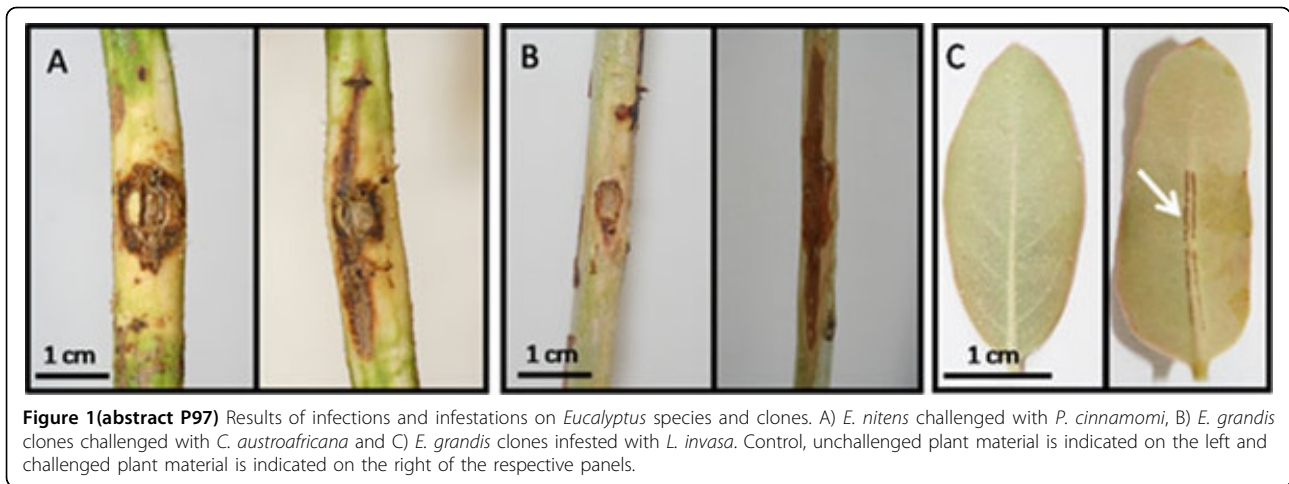 A
B
C
1 cm
1 cm
1 cm
Figure 1(abstract P97) Results of infections and infestations on Eucalyptus species and clones. A) E. nitens challenged with P. cinnamomi, B) E. grandis
clones challenged with C. austroafricana and C) E. grandis clones infested with L. invasa. Control, unchallenged plant material is indicated on the left and
challenged plant material is indicated on the right of the respective panels.